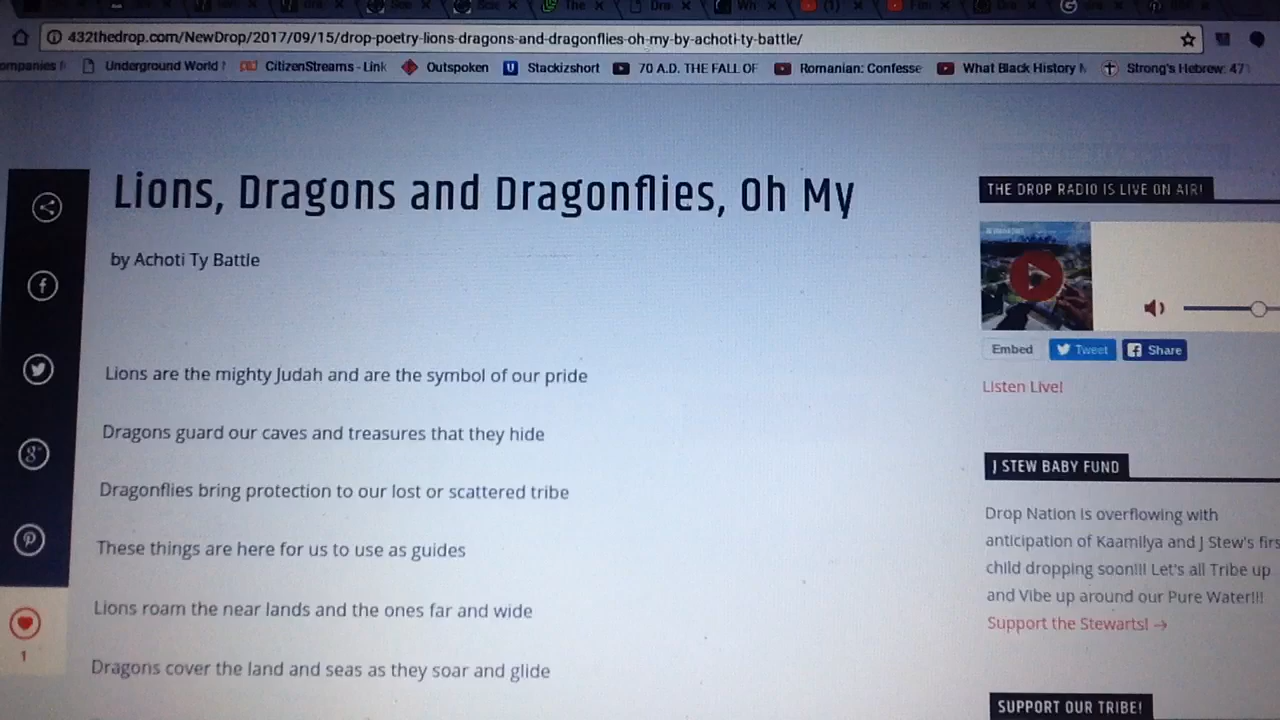 432thedrop.com/NewDrop/2017/09/15/drop-poetry-lions-dragons-and-dragonflies-oh-my-by-achoti-ty-battle/
ompanies Underground World CitizenStreams - Link Outspoken Stackizshort 70 A.D. THE FALL OF Romanian: Confesse What Black History Strong's Hebrew: 47
Lions, Dragons and Dragonflies, Oh My
by Achoti Ty Battle
Lions are the mighty Judah and are the symbol of our pride
Dragons guard our caves and treasures that they hide
Dragonflies bring protection to our lost or scattered tribe
These things are here for us to use as guides
Lions roam the near lands and the ones far and wide
Dragons cover the land and seas as they soar and glide
1
THE DROP RADIO IS LIVE ON AIR!
Embed Tweet Share
Listen Live!
J STEW BABY FUND
Drop Nation is overflowing with
anticipation of Kaamilya and J Stew's firs
child dropping soon!!! Let's all Tribe up
and Vibe up around our Pure Water!!!
Support the Stewarts! →
SUPPORT OUR TRIBE!